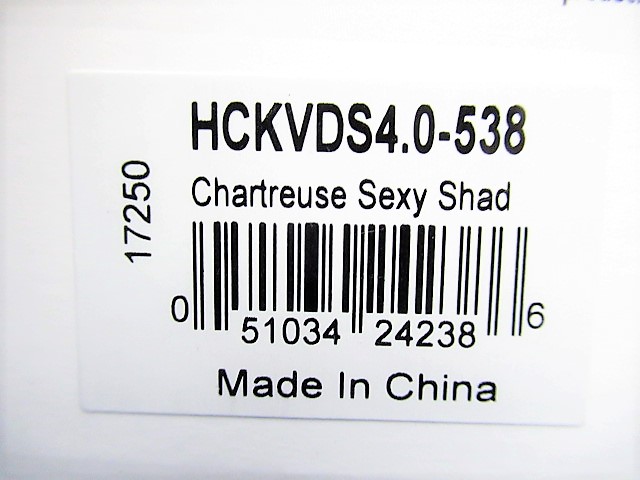 HCKVDS4.0-538
17250
Chartreuse Sexy Shad
0 51034 24238 6
Made In China